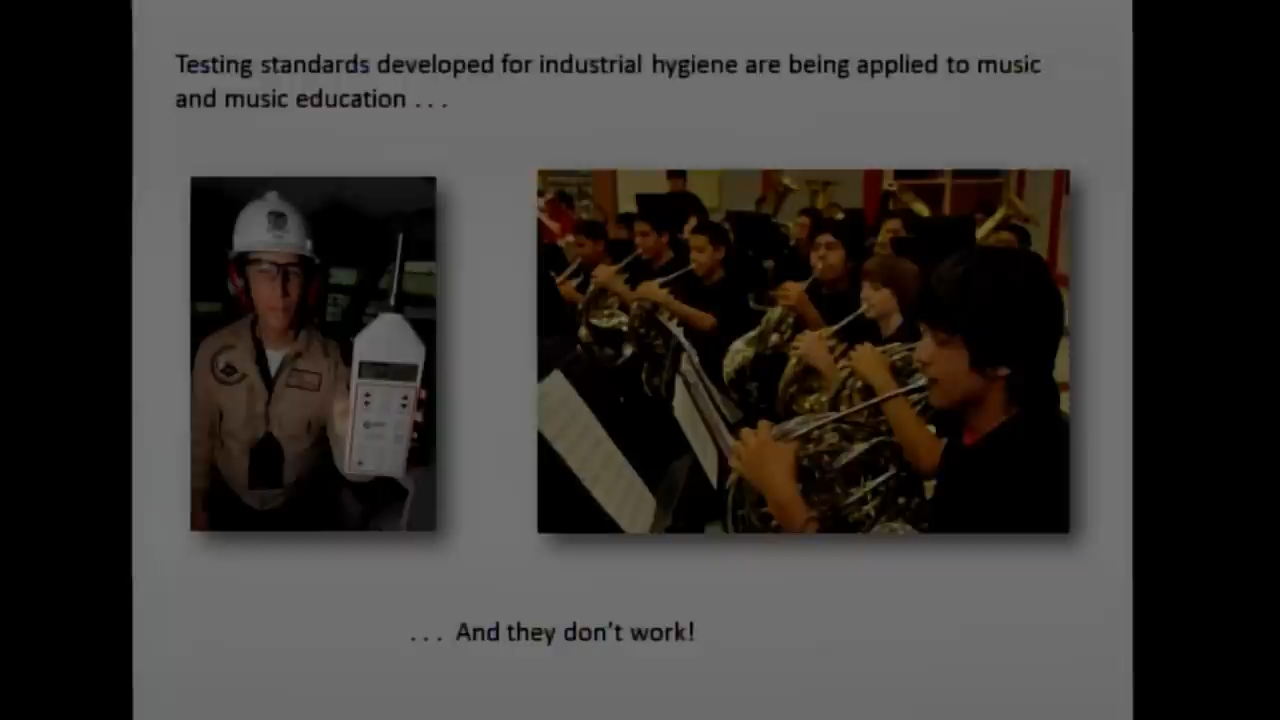 Testing standards developed for industrial hygiene are being applied to music
and music education . . .
. . . And they don't work!